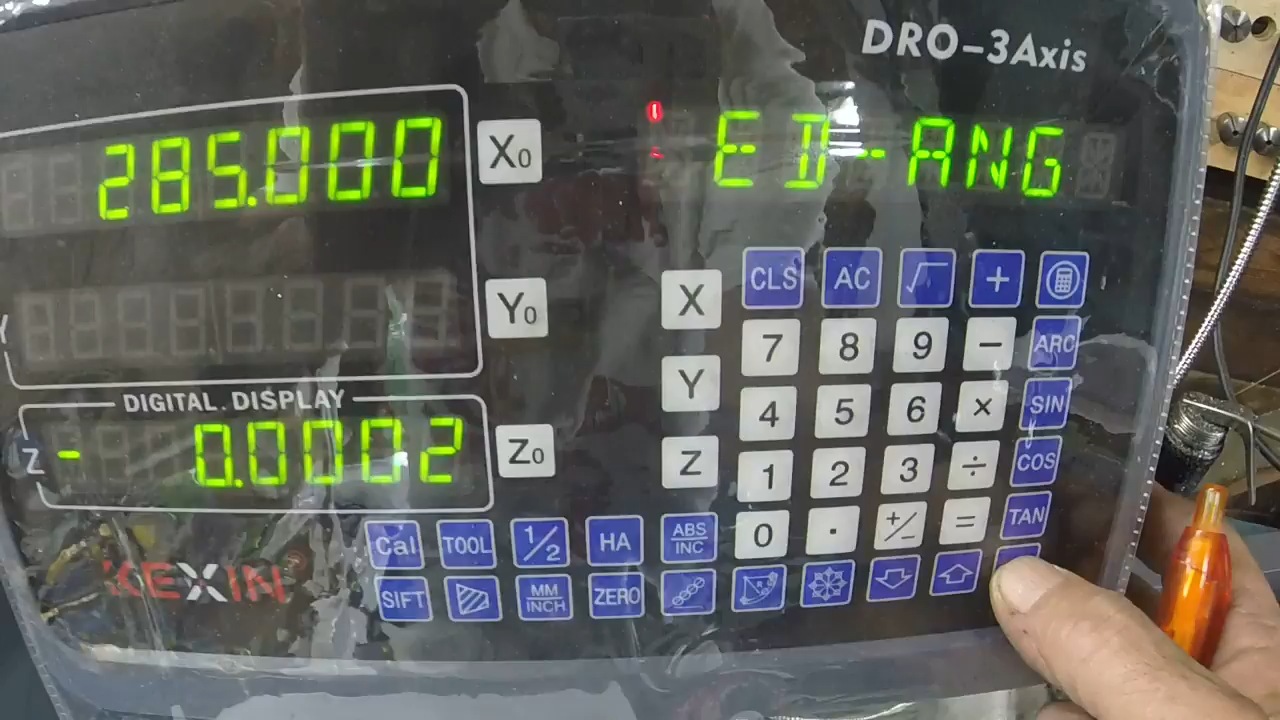 DRO-3Axis
285.000
X0
ED-ANG
Y
Y0
X
CLS
AC
√
+
7
8
9
−
ARC
DIGITAL.DISPLAY
Y
4
5
6
×
SIN
Z
- 0.0002
Z0
Z
1
2
3
÷
COS
Cal
TOOL
1/2
HA
ABS
INC
0
.
+/−
=
TAN
KEXIN
SIFT
MM
INCH
ZERO
R